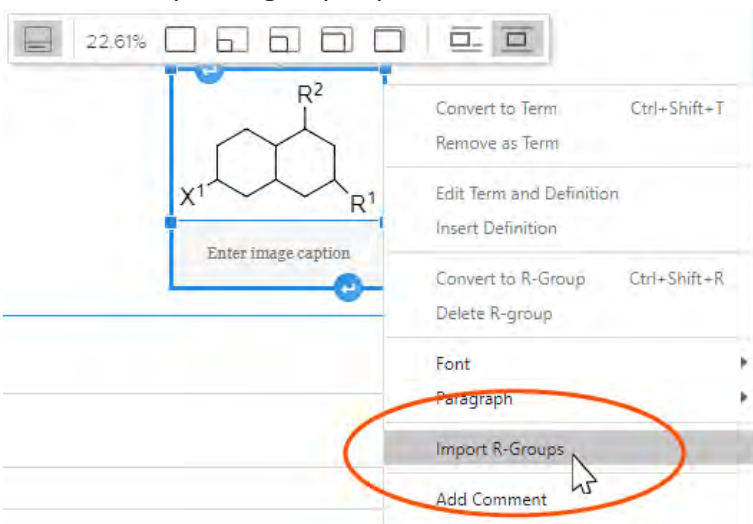 22.61%
R²
X¹
R¹
Enter image caption
Convert to Term Ctrl+Shift+T
Remove as Term
Edit Term and Definition
Insert Definition
Convert to R-Group Ctrl+Shift+R
Delete R-group
Font
Paragraph
Import R-Groups
Add Comment